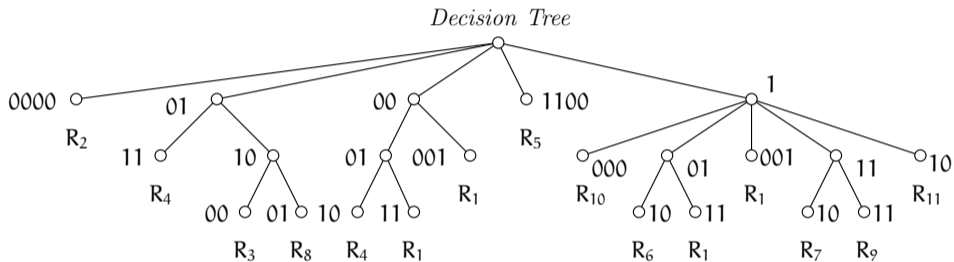 Decision Tree
0000 01 00 1100 1
R2 R5
11 10 01 001 000 01 001 11 10
R4 R1 R10 R1 R11
00 01 10 11 10 11 10 11
R3 R8 R4 R1 R6 R1 R7 R9